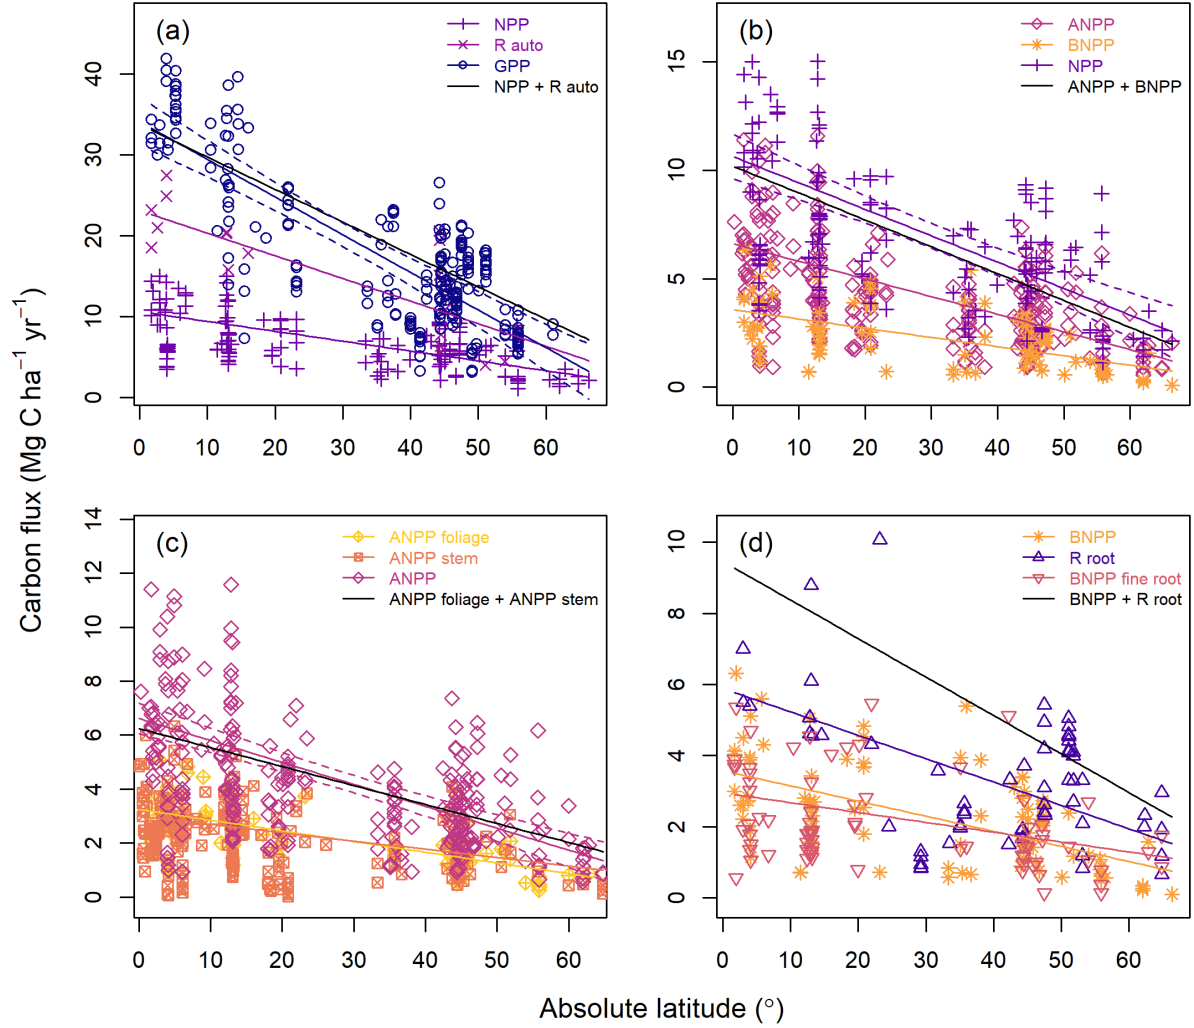 (a)
NPP
R auto
GPP
NPP + R auto
40
30
20
10
0
0 10 20 30 40 50 60
(b)
ANPP
BNPP
NPP
ANPP + BNPP
15
10
5
0
0 10 20 30 40 50 60
Carbon flux (Mg C ha⁻¹ yr⁻¹)
(c)
ANPP foliage
ANPP stem
ANPP
ANPP foliage + ANPP stem
14
12
10
8
6
4
2
0
0 10 20 30 40 50 60
(d)
BNPP
R root
BNPP fine root
BNPP + R root
10
8
6
4
2
0
0 10 20 30 40 50 60
Absolute latitude (°)